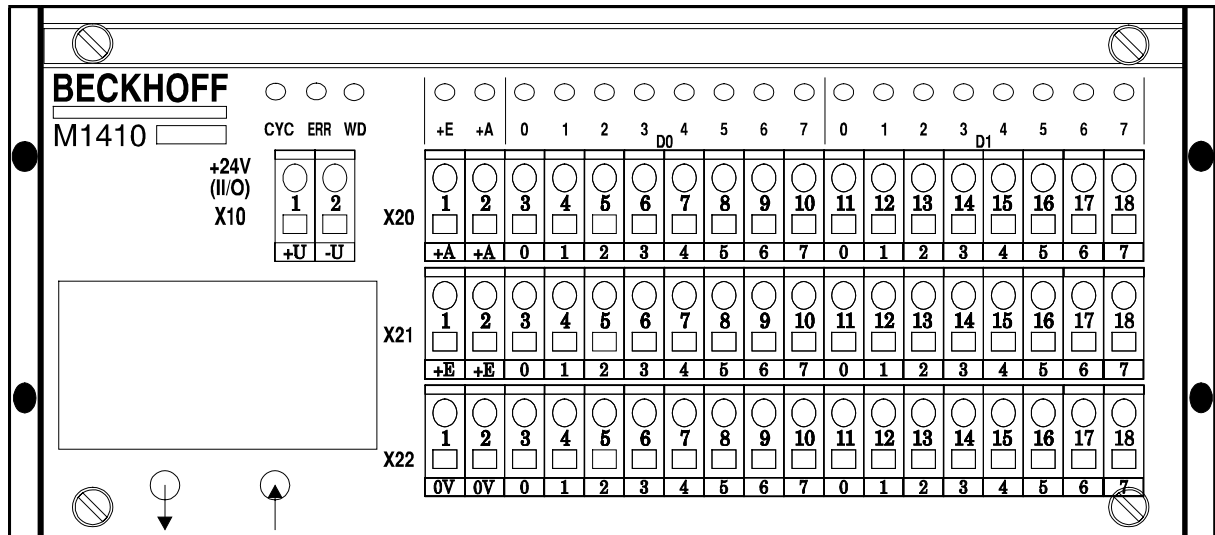 BECKHOFF
M1410
CYC ERR WD
+E +A 0 1 2 3 4 5 6 7 0 1 2 3 4 5 6 7
D0 D1
+24V
(II/O)
X10
1 2
+U -U
X20
1 2 3 4 5 6 7 8 9 10 11 12 13 14 15 16 17 18
+A +A 0 1 2 3 4 5 6 7 0 1 2 3 4 5 6 7
X21
1 2 3 4 5 6 7 8 9 10 11 12 13 14 15 16 17 18
+E +E 0 1 2 3 4 5 6 7 0 1 2 3 4 5 6 7
X22
1 2 3 4 5 6 7 8 9 10 11 12 13 14 15 16 17 18
0V 0V 0 1 2 3 4 5 6 7 0 1 2 3 4 5 6 7